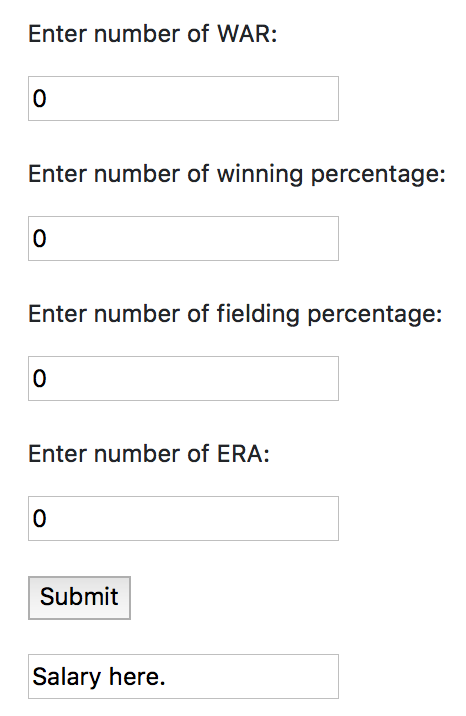 Enter number of WAR:
0
Enter number of winning percentage:
0
Enter number of fielding percentage:
0
Enter number of ERA:
0
Submit
Salary here.